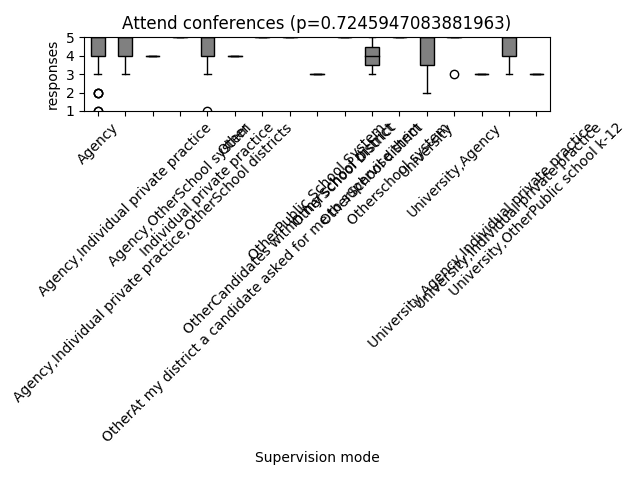 Attend conferences (p=0.7245947083881963)
responses
5
4
3
2
1
Agency
Agency,Individual private practice
Agency,Individual private practice,OtherSchool districts
Agency,OtherSchool system
Individual private practice
Other
OtherAt my district a candidate asked for me to supervise them
OtherCandidates within my school district
OtherPublic School System
OtherSchool District
OtherSchool district
Otherschool system
University
University,Agency
University,Agency,Individual private practice
University,Individual private practice
University,OtherPublic school k-12
Supervision mode